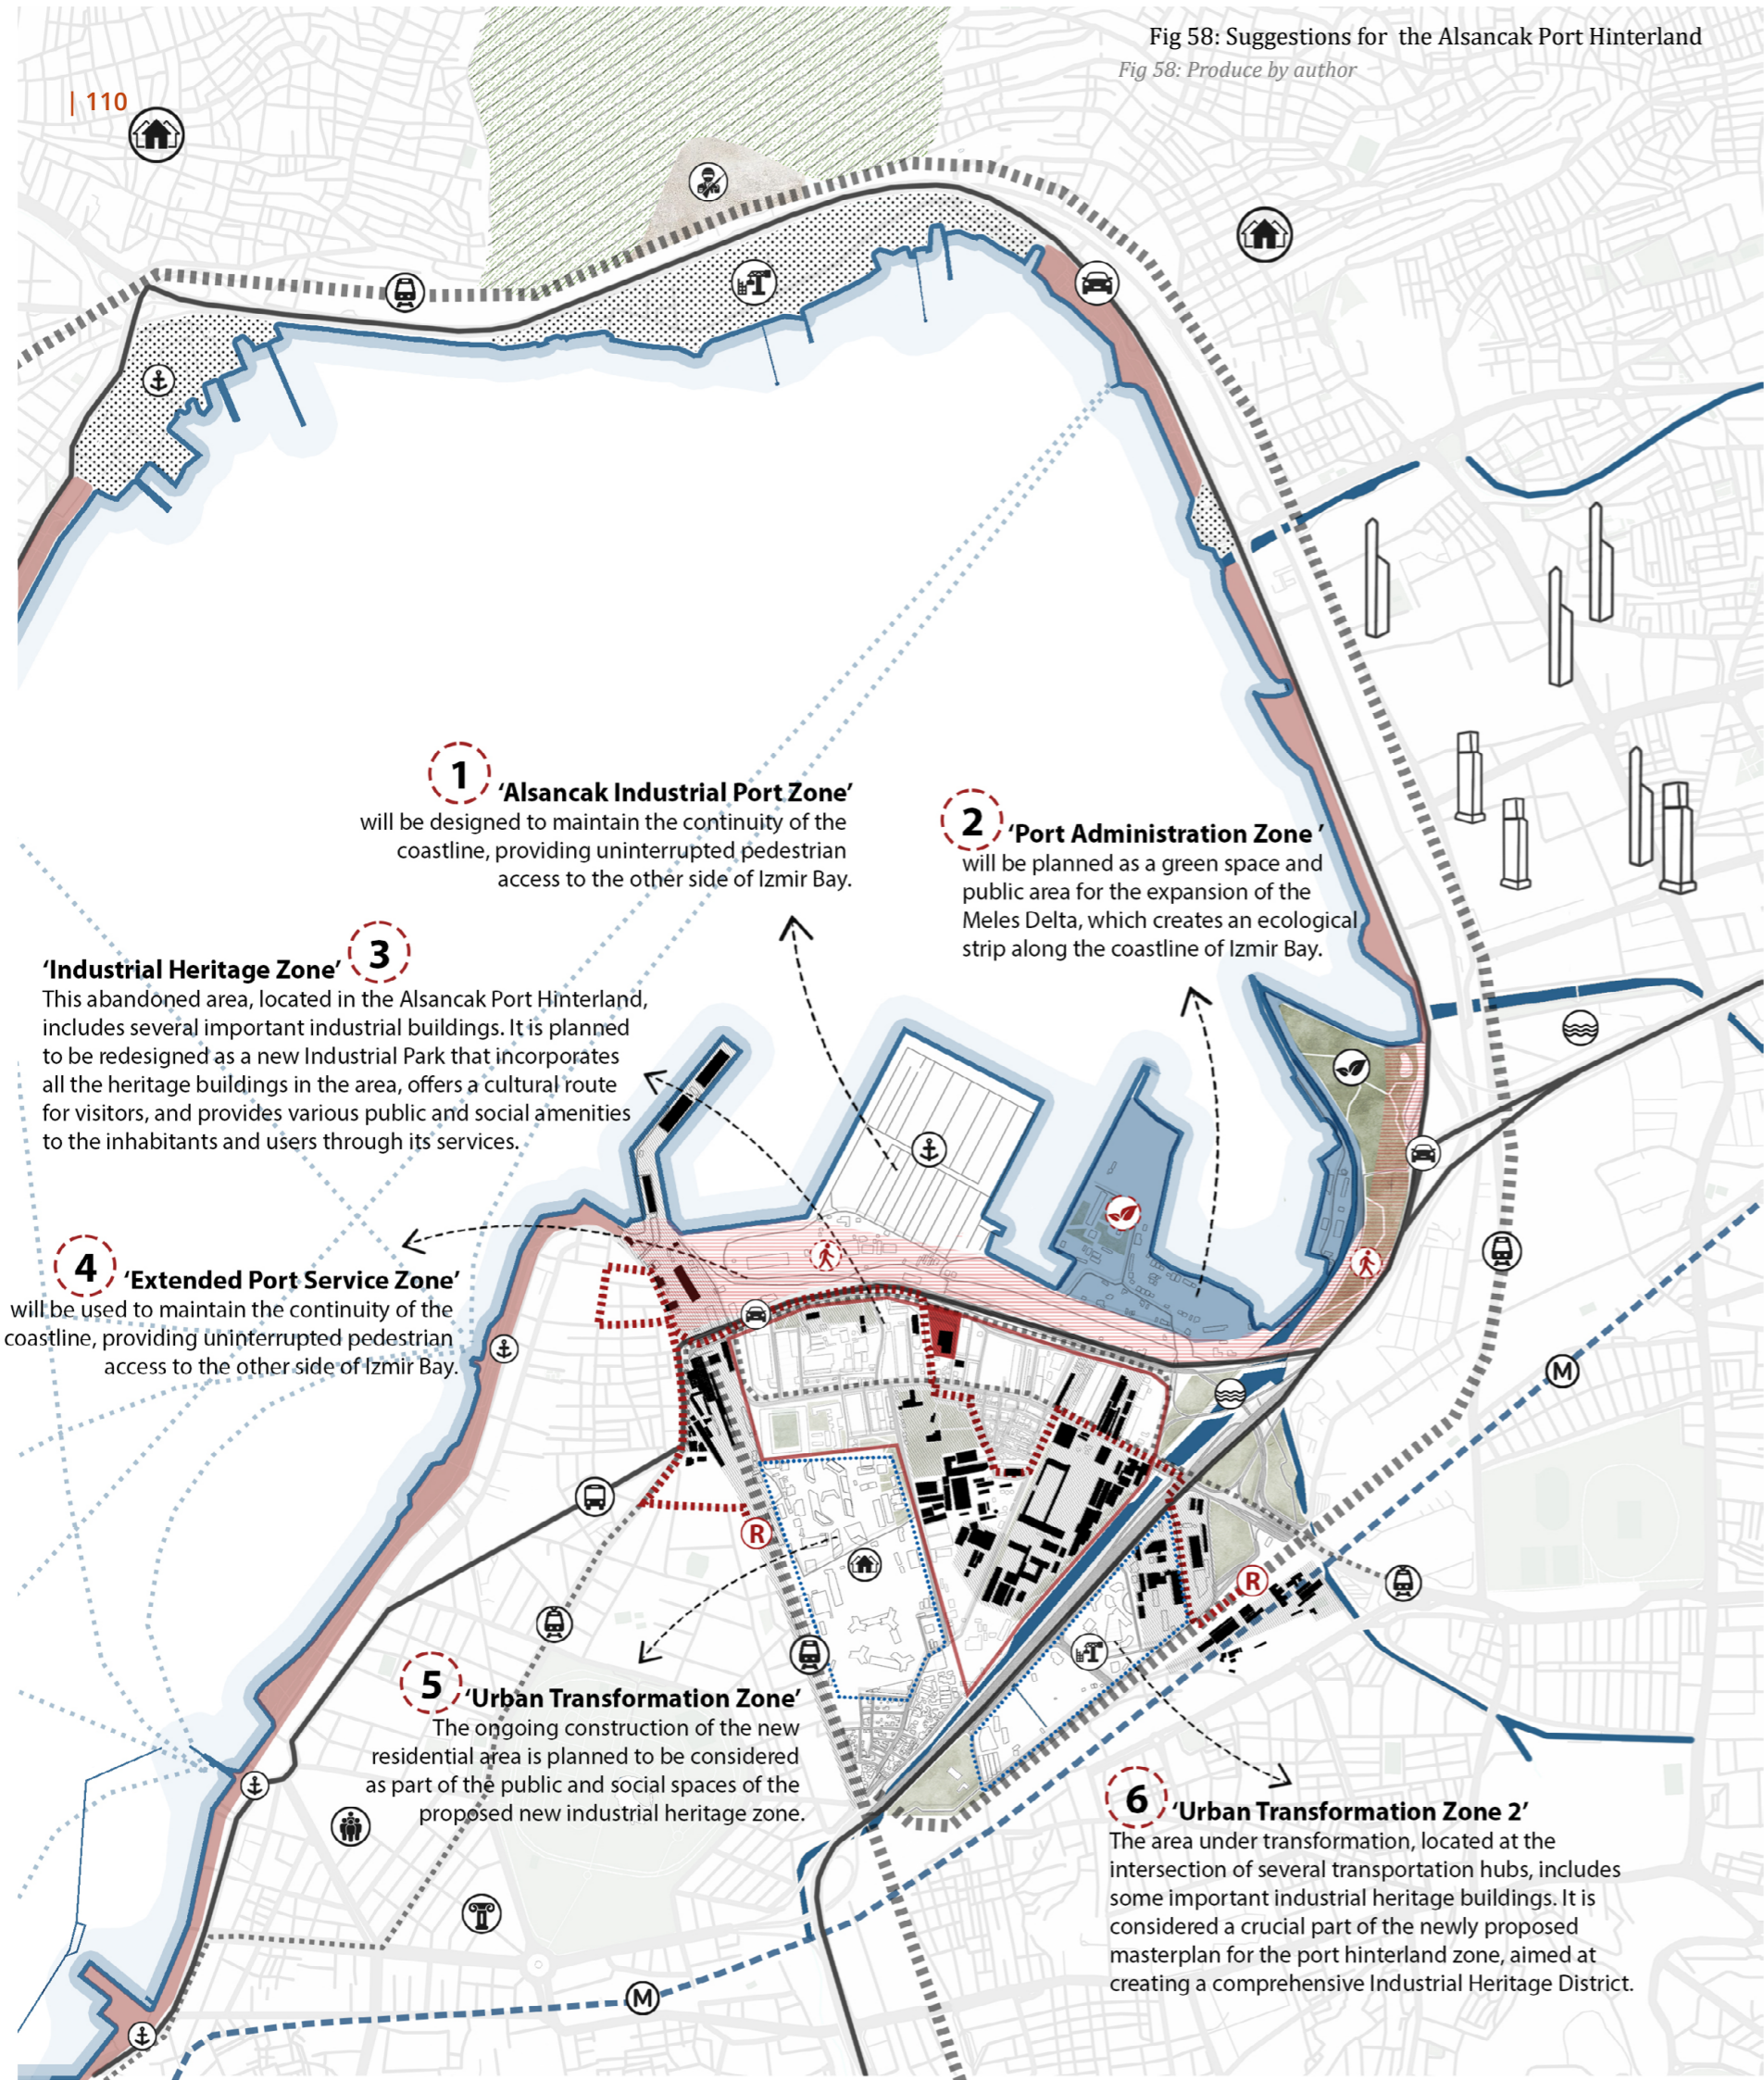 Fig 58: Suggestions for the Alsancak Port Hinterland
Fig 58: Produce by author
| 110
1
‘Alsancak Industrial Port Zone’
will be designed to maintain the continuity of the
coastline, providing uninterrupted pedestrian
access to the other side of Izmir Bay.
2
‘Port Administration Zone ’
will be planned as a green space and
public area for the expansion of the
Meles Delta, which creates an ecological
strip along the coastline of Izmir Bay.
3
‘Industrial Heritage Zone’
This abandoned area, located in the Alsancak Port Hinterland,
includes several important industrial buildings. It is planned
to be redesigned as a new Industrial Park that incorporates
all the heritage buildings in the area, offers a cultural route
for visitors, and provides various public and social amenities
to the inhabitants and users through its services.
4
‘Extended Port Service Zone’
will be used to maintain the continuity of the
coastline, providing uninterrupted pedestrian
access to the other side of Izmir Bay.
M
R
R
5
‘Urban Transformation Zone’
The ongoing construction of the new
residential area is planned to be considered
as part of the public and social spaces of the
proposed new industrial heritage zone.
6
‘Urban Transformation Zone 2’
The area under transformation, located at the
intersection of several transportation hubs, includes
some important industrial heritage buildings. It is
considered a crucial part of the newly proposed
masterplan for the port hinterland zone, aimed at
creating a comprehensive Industrial Heritage District.
M